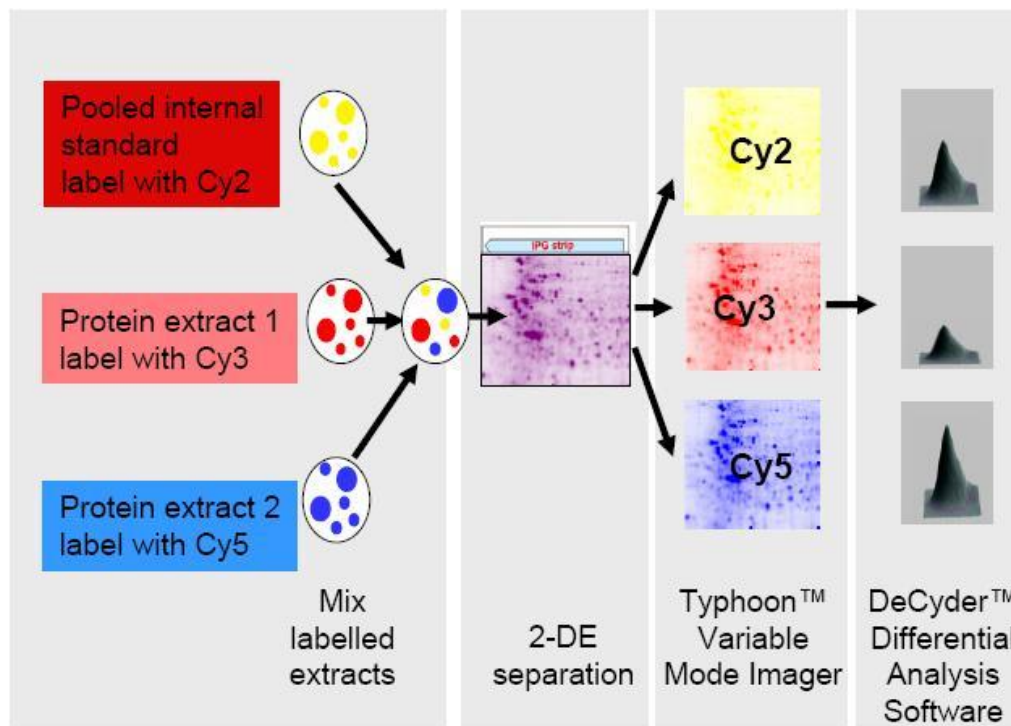 Pooled internal
standard
label with Cy2
Protein extract 1
label with Cy3
Protein extract 2
label with Cy5
Mix
labelled
extracts
IPG strip
2-DE
separation
Cy2
Cy3
Cy5
Typhoon™
Variable
Mode Imager
DeCyder™
Differential
Analysis
Software